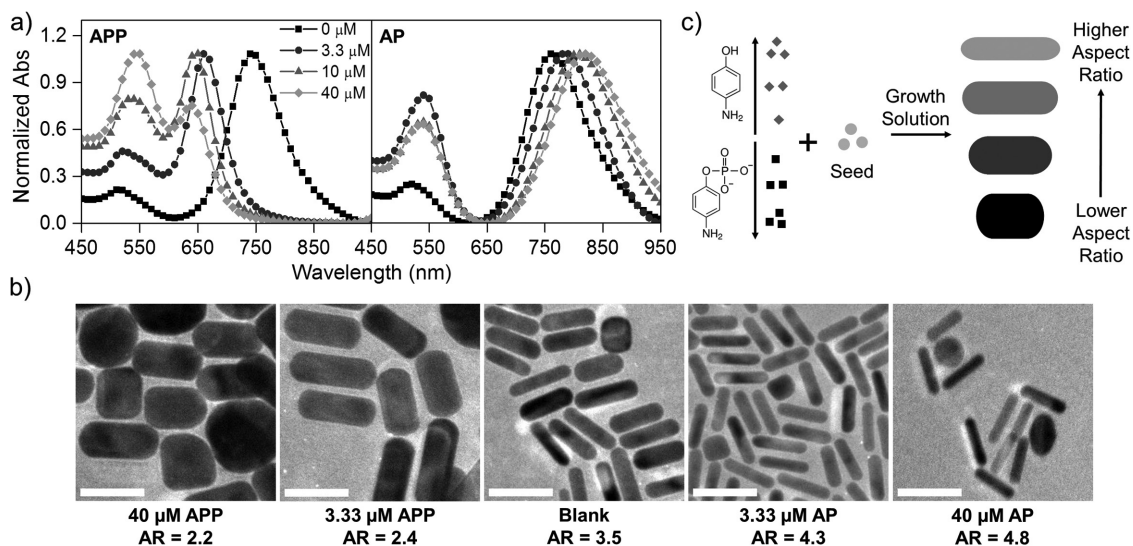 a)
APP
AP
0 µM
3.3 µM
10 µM
40 µM
Normalized Abs
1.2
0.9
0.6
0.3
0.0
450 550 650 750 850 450 550 650 750 850 950
Wavelength (nm)
c)
OH
NH₂
O
O–P–O⁻
O⁻
NH₂
+
Seed
Growth
Solution
Higher
Aspect
Ratio
Lower
Aspect
Ratio
b)
40 µM APP
AR = 2.2
3.33 µM APP
AR = 2.4
Blank
AR = 3.5
3.33 µM AP
AR = 4.3
40 µM AP
AR = 4.8